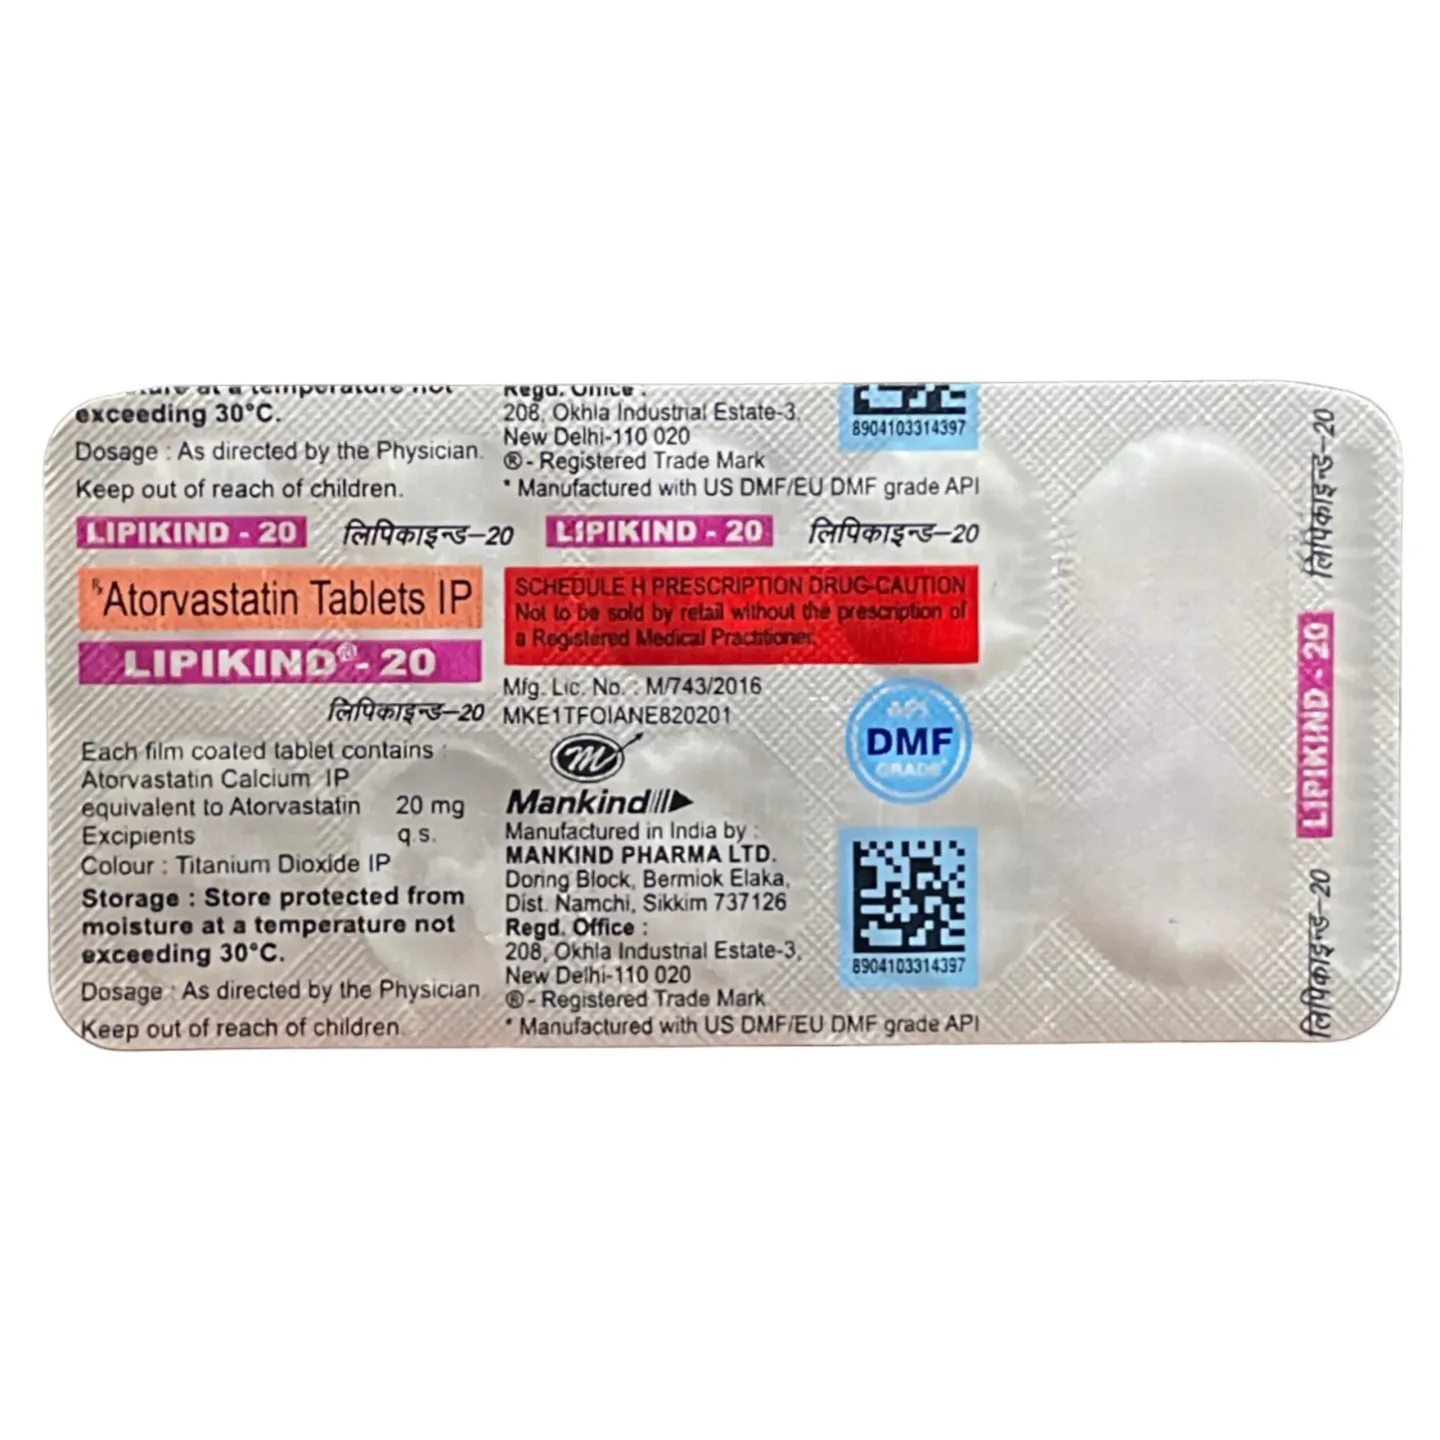 exceeding 30°C.
Dosage : As directed by the Physician.
Keep out of reach of children.
LIPIKIND - 20 लिपिकाइन्ड–20
Rx Atorvastatin Tablets IP
LIPIKIND® - 20
लिपिकाइन्ड–20
Each film coated tablet contains :
Atorvastatin Calcium IP
equivalent to Atorvastatin 20 mg
Excipients q.s.
Colour : Titanium Dioxide IP
Storage : Store protected from
moisture at a temperature not
exceeding 30°C.
Dosage : As directed by the Physician
Keep out of reach of children.
Regd. Office :
208, Okhla Industrial Estate-3,
New Delhi-110 020
® - Registered Trade Mark
* Manufactured with US DMF/EU DMF grade API
8904103314397
LIPIKIND - 20 लिपिकाइन्ड–20
SCHEDULE H PRESCRIPTION DRUG-CAUTION
Not to be sold by retail without the prescription of
a Registered Medical Practitioner.
Mfg. Lic. No. : M/743/2016
MKE1TFOIANE820201
API
DMF
GRADE*
M
Mankind
Manufactured in India by :
MANKIND PHARMA LTD.
Doring Block, Bermiok Elaka,
Dist. Namchi, Sikkim 737126
Regd. Office :
208, Okhla Industrial Estate-3,
New Delhi-110 020
® - Registered Trade Mark
* Manufactured with US DMF/EU DMF grade API
8904103314397
लिपिकाइन्ड–20
LIPIKIND - 20
लिपिकाइन्ड–20